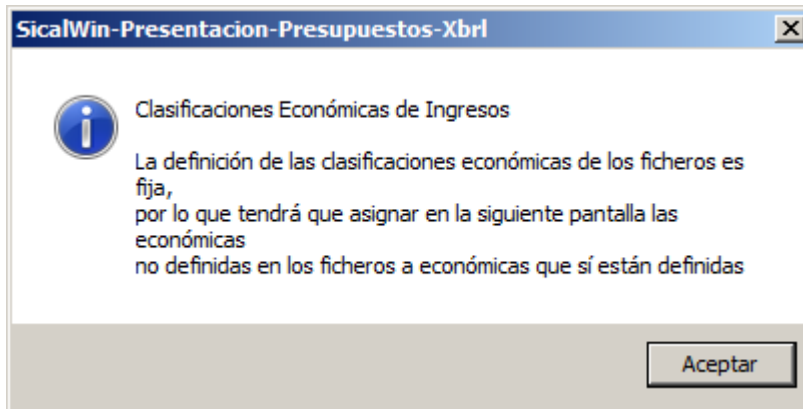 SicalWin-Presentacion-Presupuestos-Xbrl
Clasificaciones Económicas de Ingresos
La definición de las clasificaciones económicas de los ficheros es
fija,
por lo que tendrá que asignar en la siguiente pantalla las
económicas
no definidas en los ficheros a económicas que sí están definidas
Aceptar